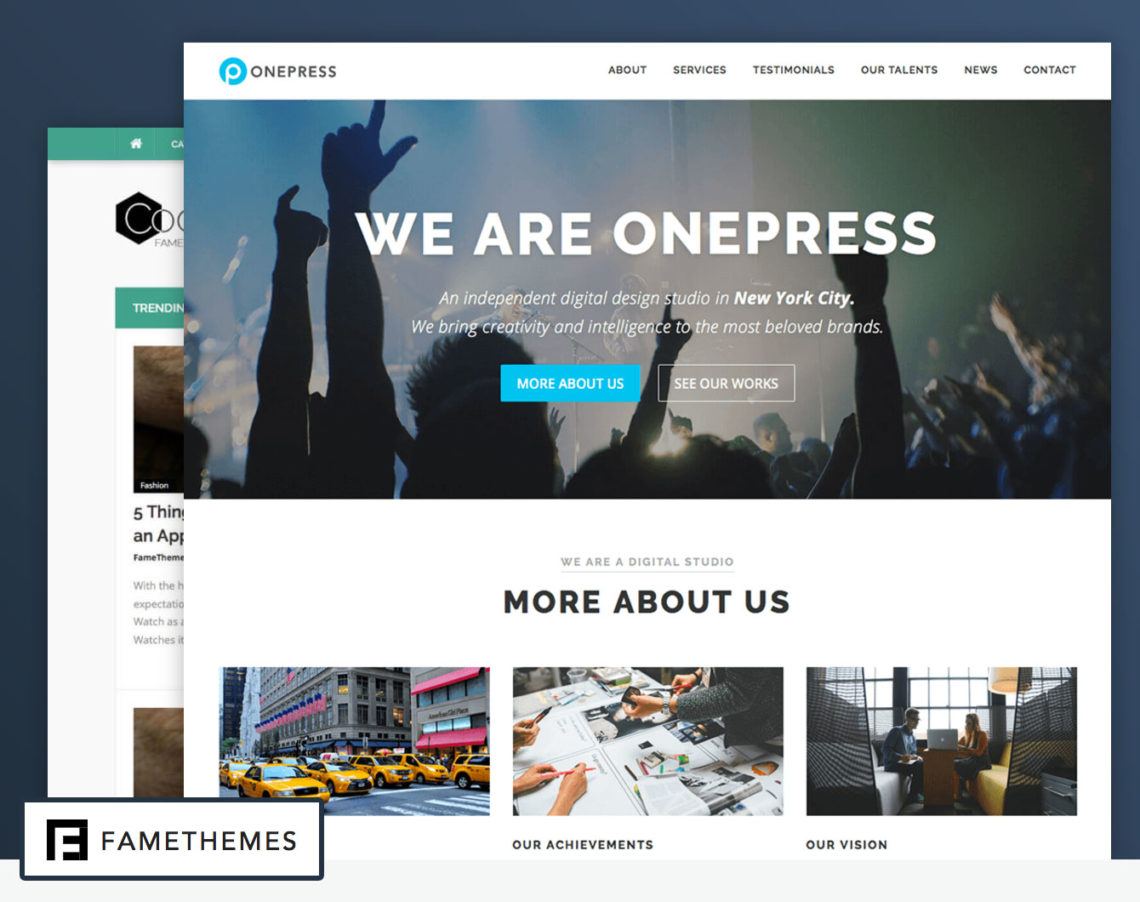 ONEPRESS
ABOUT SERVICES TESTIMONIALS OUR TALENTS NEWS CONTACT
WE ARE ONEPRESS
An independent digital design studio in New York City.
We bring creativity and intelligence to the most beloved brands.
MORE ABOUT US SEE OUR WORKS
WE ARE A DIGITAL STUDIO
MORE ABOUT US
American Girl Place
OUR ACHIEVEMENTS
OUR VISION
CA
FAME
TRENDIN
Fashion
5 Thing
an App
FameTheme
With the h
expectatio
Watch as a
Watches it
FAMETHEMES